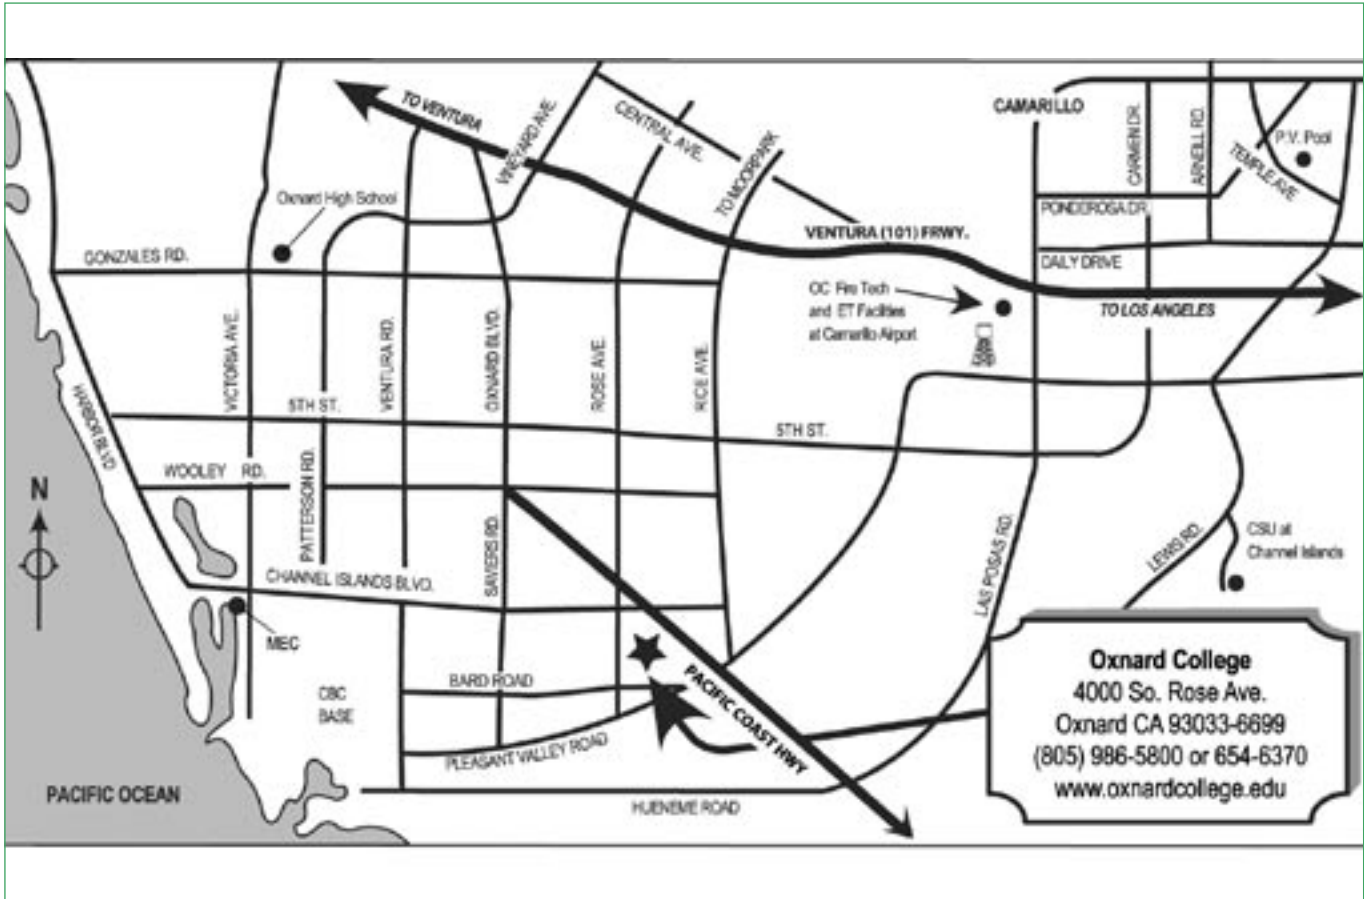 TO VENTURA
VINEYARD AVE.
CENTRAL AVE.
TO MOORPARK
CAMARILLO
CARMEN DR.
ARNEILL RD.
P.V. Pool
TEMPLE AVE
Oxnard High School
PONDEROSA DR.
VENTURA (101) FRWY.
GONZALES RD.
DAILY DRIVE
OC Fire Tech
and ET Facilities
at Camarillo Airport
TO LOS ANGELES
VICTORIA AVE.
VENTURA RD.
OXNARD BLVD.
ROSE AVE.
RICE AVE.
HARBOR BLVD
5TH ST.
5TH ST.
WOOLEY RD.
PATTERSON RD.
N
SAVIERS RD.
LAS POSAS RD.
LEWIS RD.
CSU at
Channel Islands
CHANNEL ISLANDS BLVD.
MEC
CBC
BASE
BARD ROAD
PACIFIC COAST HWY
PLEASANT VALLEY ROAD
PACIFIC OCEAN
HUENEME ROAD
Oxnard College
4000 So. Rose Ave.
Oxnard CA 93033-6699
(805) 986-5800 or 654-6370
www.oxnardcollege.edu